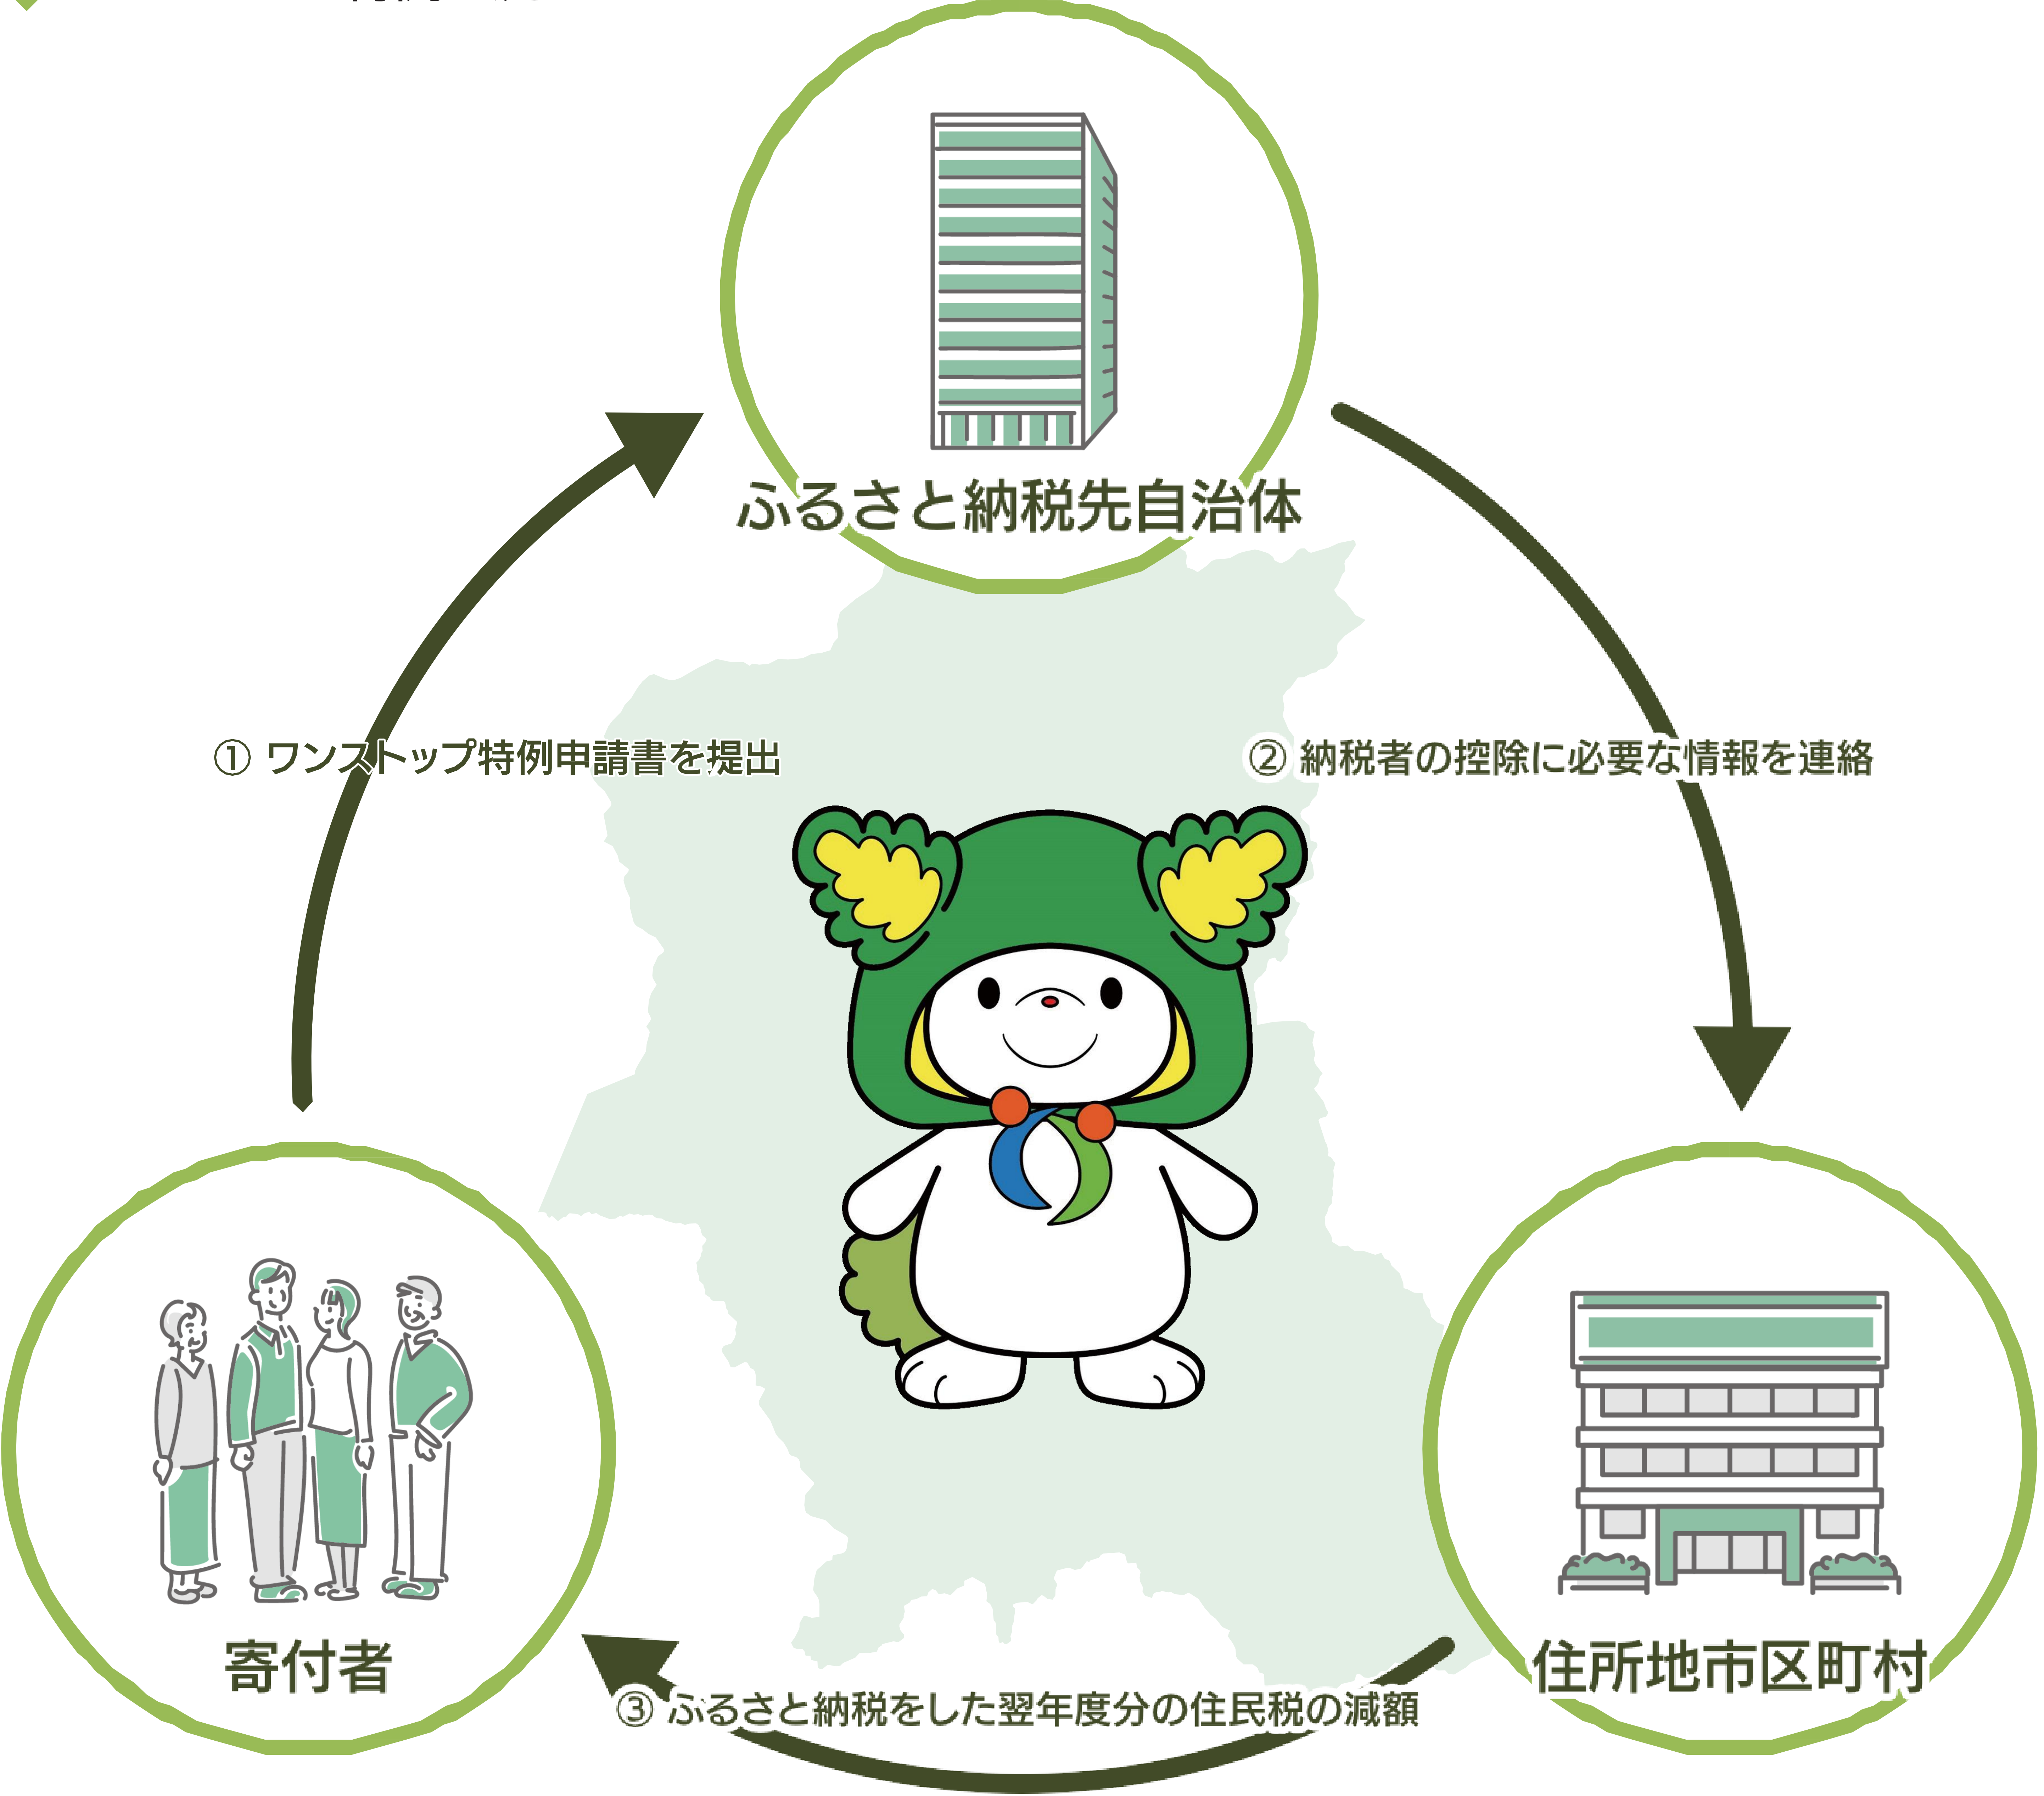 ふるさと納税先自治体
① ワンストップ特例申請書を提出
② 納税者の控除に必要な情報を連絡
寄付者
住所地市区町村
③ ふるさと納税をした翌年度分の住民税の減額